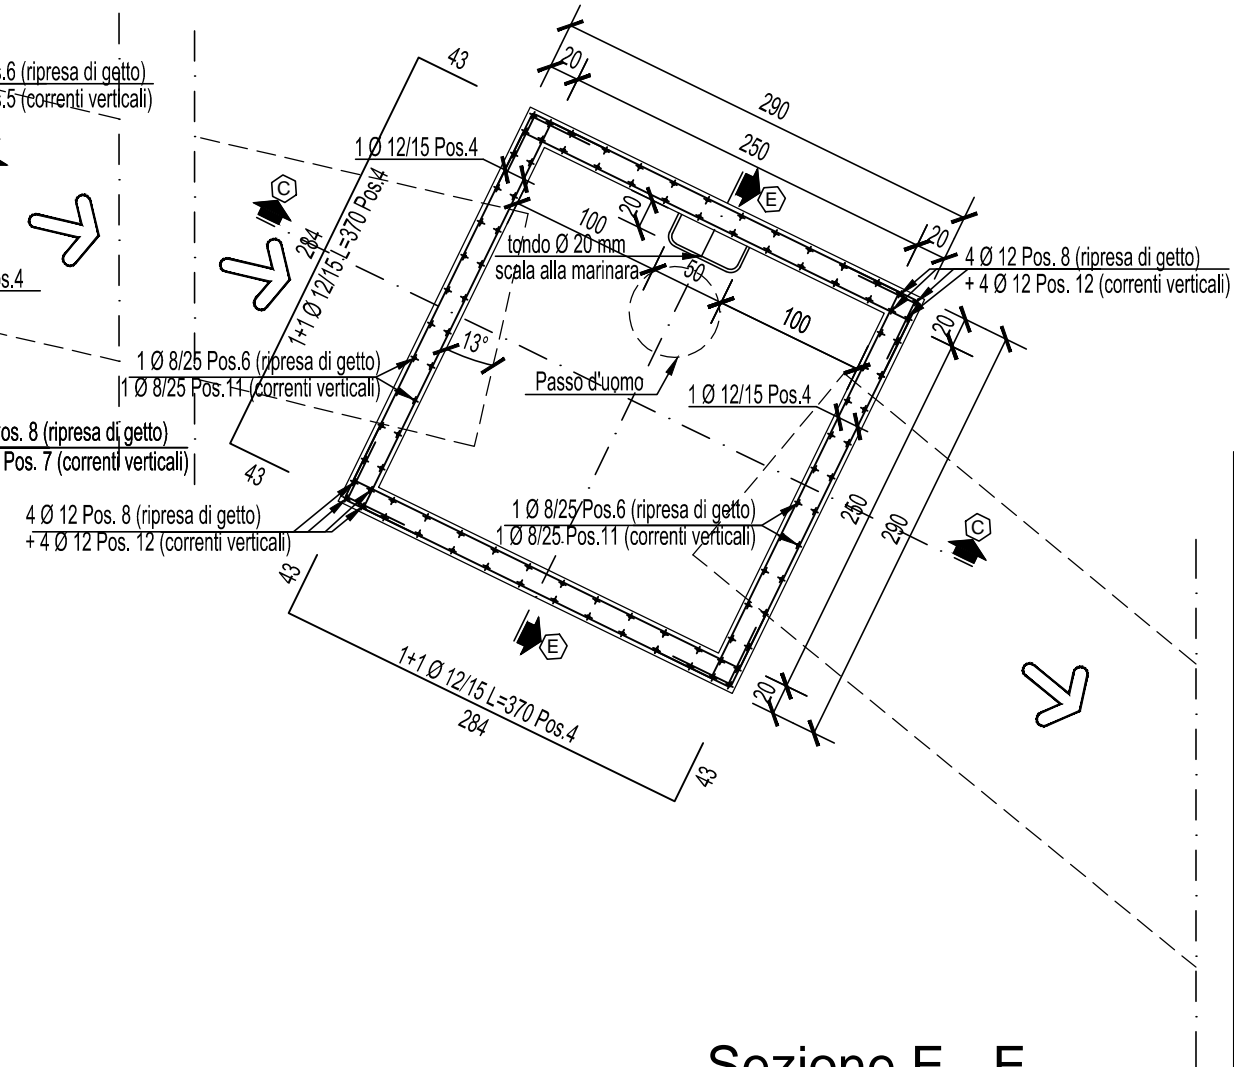 43
20
290
250
s.6 (ripresa di getto)
s.5 (correnti verticali)
1 Ø 12/15 Pos.4
C
E
20
100
20
284
1+1 Ø 12/15 L=370 Pos.4
tondo Ø 20 mm
scala alla marinara
50
4 Ø 12 Pos. 8 (ripresa di getto)
+ 4 Ø 12 Pos. 12 (correnti verticali)
s.4
100
20
13°
1 Ø 8/25 Pos.6 (ripresa di getto)
1 Ø 8/25 Pos.11 (correnti verticali)
Passo d'uomo
1 Ø 12/15 Pos.4
os. 8 (ripresa di getto)
Pos. 7 (correnti verticali)
43
4 Ø 12 Pos. 8 (ripresa di getto)
+ 4 Ø 12 Pos. 12 (correnti verticali)
1 Ø 8/25 Pos.6 (ripresa di getto)
1 Ø 8/25 Pos.11 (correnti verticali)
250
290
C
43
E
1+1 Ø 12/15 L=370 Pos.4
284
20
43
Sezione E - E